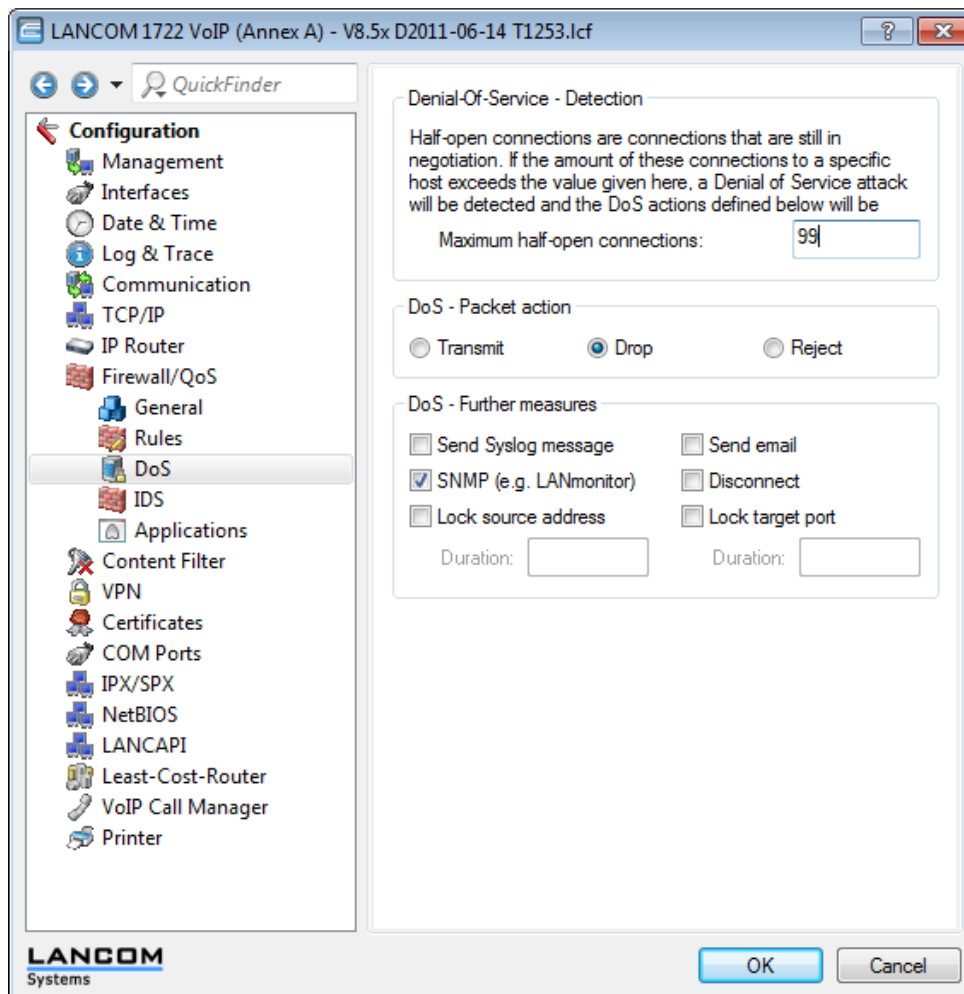 LANCOM 1722 VoIP (Annex A) - V8.5x D2011-06-14 T1253.lcf
QuickFinder
Configuration
Management
Interfaces
Date & Time
Log & Trace
Communication
TCP/IP
IP Router
Firewall/QoS
General
Rules
DoS
IDS
Applications
Content Filter
VPN
Certificates
COM Ports
IPX/SPX
NetBIOS
LANCAPI
Least-Cost-Router
VoIP Call Manager
Printer
Denial-Of-Service - Detection
Half-open connections are connections that are still in
negotiation. If the amount of these connections to a specific
host exceeds the value given here, a Denial of Service attack
will be detected and the DoS actions defined below will be
Maximum half-open connections: 99
DoS - Packet action
Transmit Drop Reject
DoS - Further measures
Send Syslog message Send email
SNMP (e.g. LANmonitor) Disconnect
Lock source address Lock target port
Duration: Duration:
LANCOM
Systems
OK Cancel